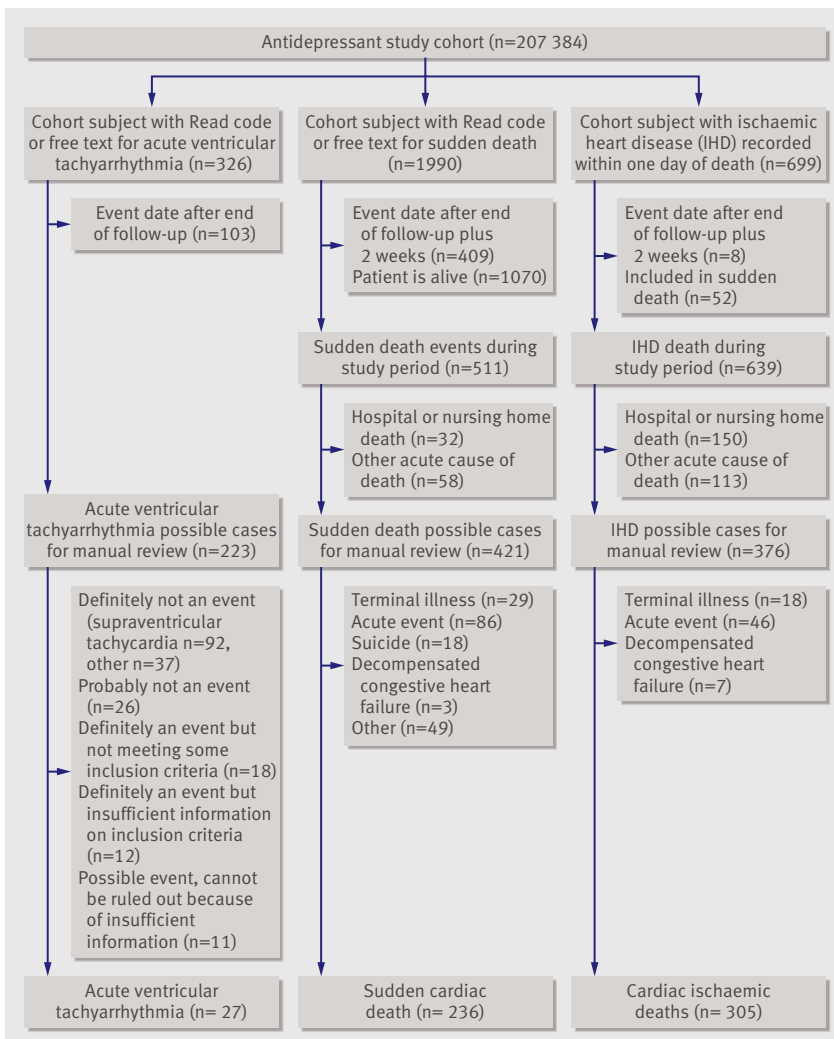 Antidepressant study cohort (n=207 384)
Cohort subject with Read code
or free text for acute ventricular
tachyarrhythmia (n=326)
Cohort subject with Read code
or free text for sudden death
(n=1990)
Cohort subject with ischaemic
heart disease (IHD) recorded
within one day of death (n=699)
Event date after end
of follow-up (n=103)
Event date after end
of follow-up plus
2 weeks (n=409)
Patient is alive (n=1070)
Event date after end
of follow-up plus
2 weeks (n=8)
Included in sudden
death (n=52)
Sudden death events during
study period (n=511)
IHD death during
study period (n=639)
Hospital or nursing home
death (n=32)
Other acute cause of
death (n=58)
Hospital or nursing home
death (n=150)
Other acute cause of
death (n=113)
Acute ventricular
tachyarrhythmia possible cases
for manual review (n=223)
Sudden death possible cases
for manual review (n=421)
IHD possible cases for
manual review (n=376)
Definitely not an event
(supraventricular
tachycardia n=92,
other n=37)
Probably not an event
(n=26)
Definitely an event but
not meeting some
inclusion criteria (n=18)
Definitely an event but
insufficient information
on inclusion criteria
(n=12)
Possible event, cannot
be ruled out because
of insufficient
information (n=11)
Terminal illness (n=29)
Acute event (n=86)
Suicide (n=18)
Decompensated
congestive heart
failure (n=3)
Other (n=49)
Terminal illness (n=18)
Acute event (n=46)
Decompensated
congestive heart
failure (n=7)
Acute ventricular
tachyarrhythmia (n= 27)
Sudden cardiac
death (n= 236)
Cardiac ischaemic
deaths (n= 305)